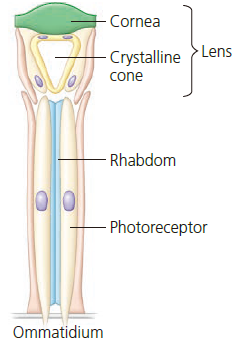 Cornea
Crystalline
cone
Lens
Rhabdom
Photoreceptor
Ommatidium